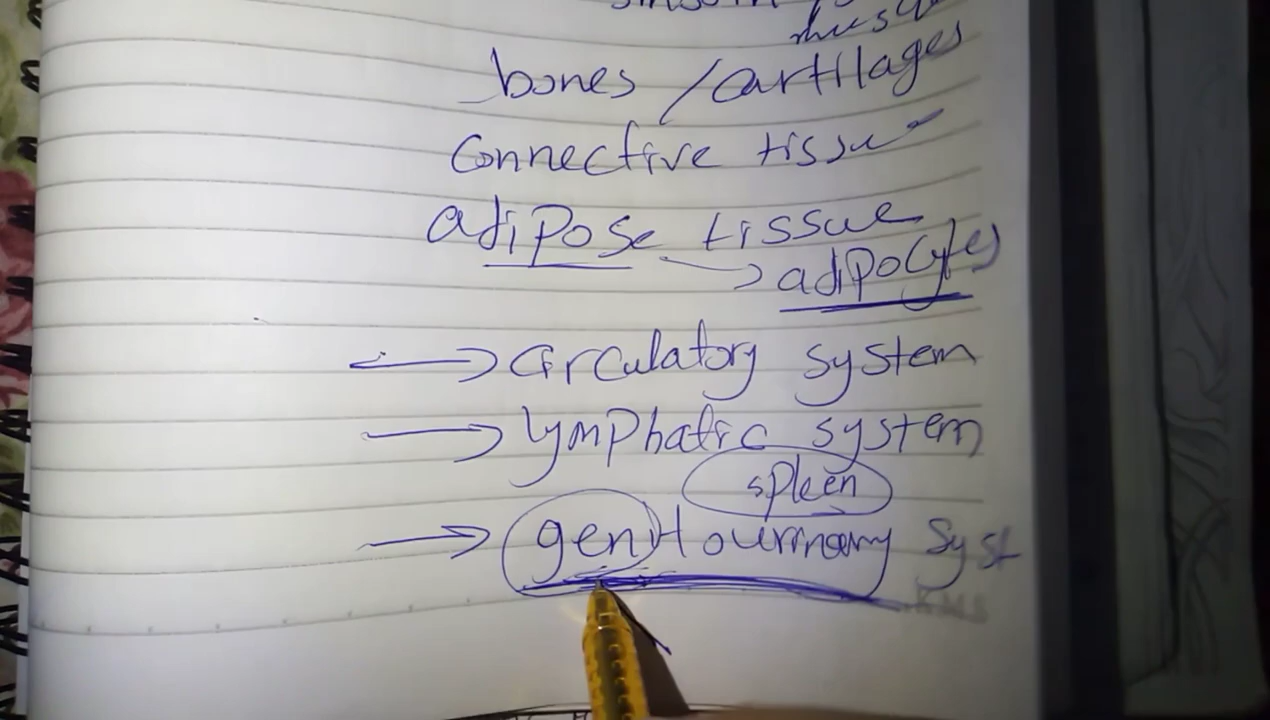 bones / cartilages
Connective tissue
adipose tissue
adipocytes
Circulatory system
lymphatic system
spleen
genitourinary Syst